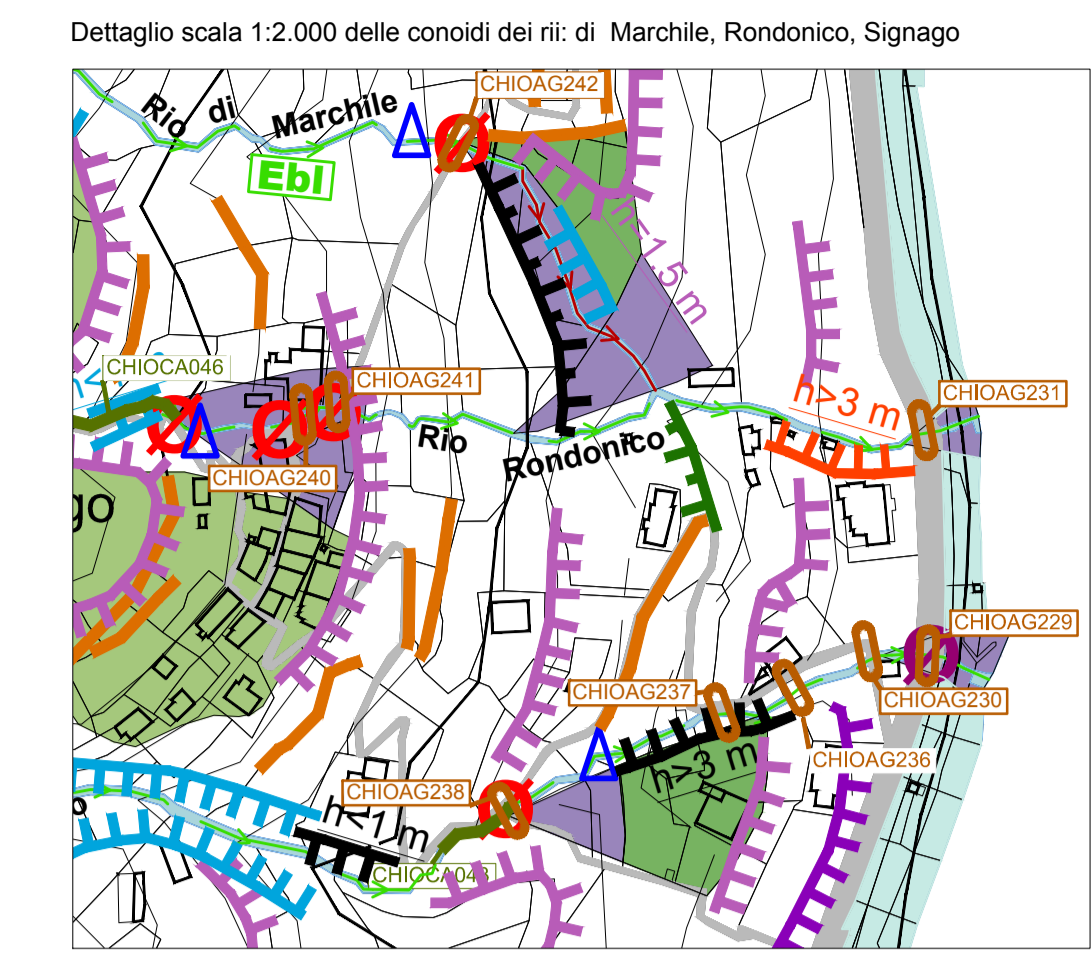 Dettaglio scala 1:2.000 delle conoidi dei rii: di Marchile, Rondonico, Signago
CHIOAG242
Rio di Marchile
Ebl
h=1,5 m
CHIOCA046
CHIOAG241
h>3 m
CHIOAG231
Rio Rondonico
CHIOAG240
go
CHIOAG229
CHIOAG237
CHIOAG230
h>3 m
CHIOAG236
CHIOAG238
h<1 m